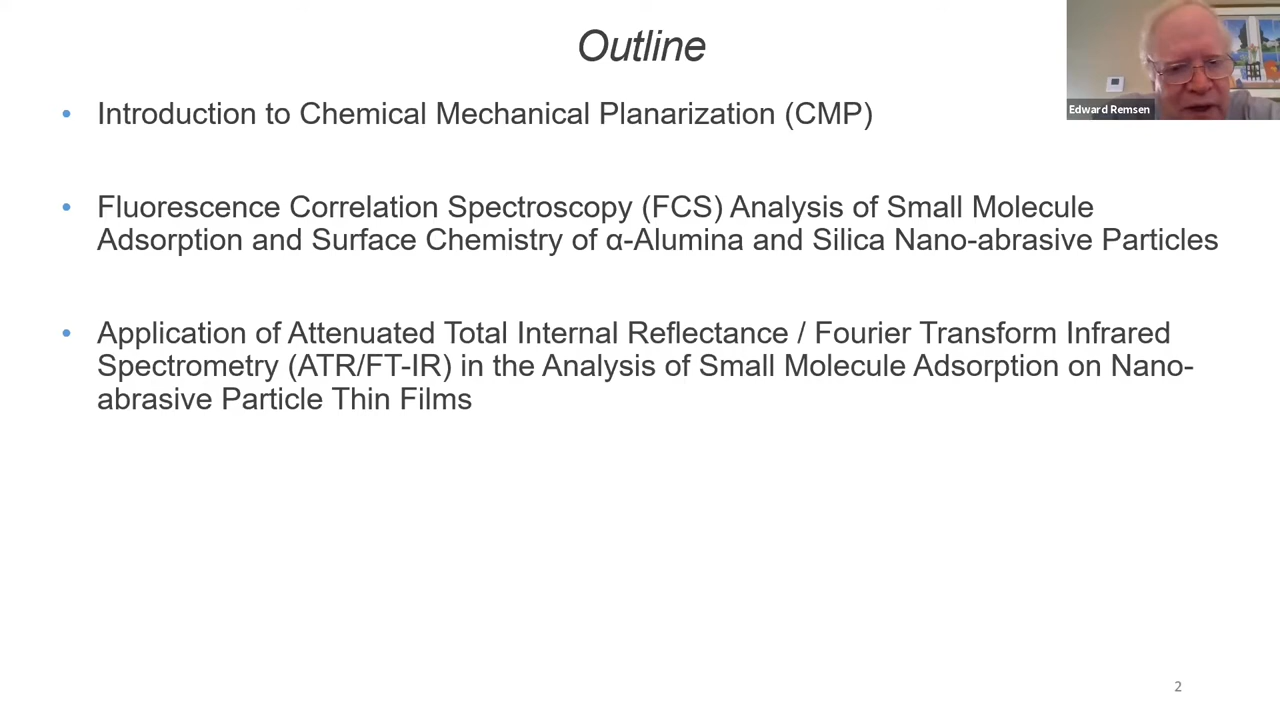 Outline
• Introduction to Chemical Mechanical Planarization (CMP)
• Fluorescence Correlation Spectroscopy (FCS) Analysis of Small Molecule
Adsorption and Surface Chemistry of α-Alumina and Silica Nano-abrasive Particles
• Application of Attenuated Total Internal Reflectance / Fourier Transform Infrared
Spectrometry (ATR/FT-IR) in the Analysis of Small Molecule Adsorption on Nano-
abrasive Particle Thin Films
Edward Remsen
2